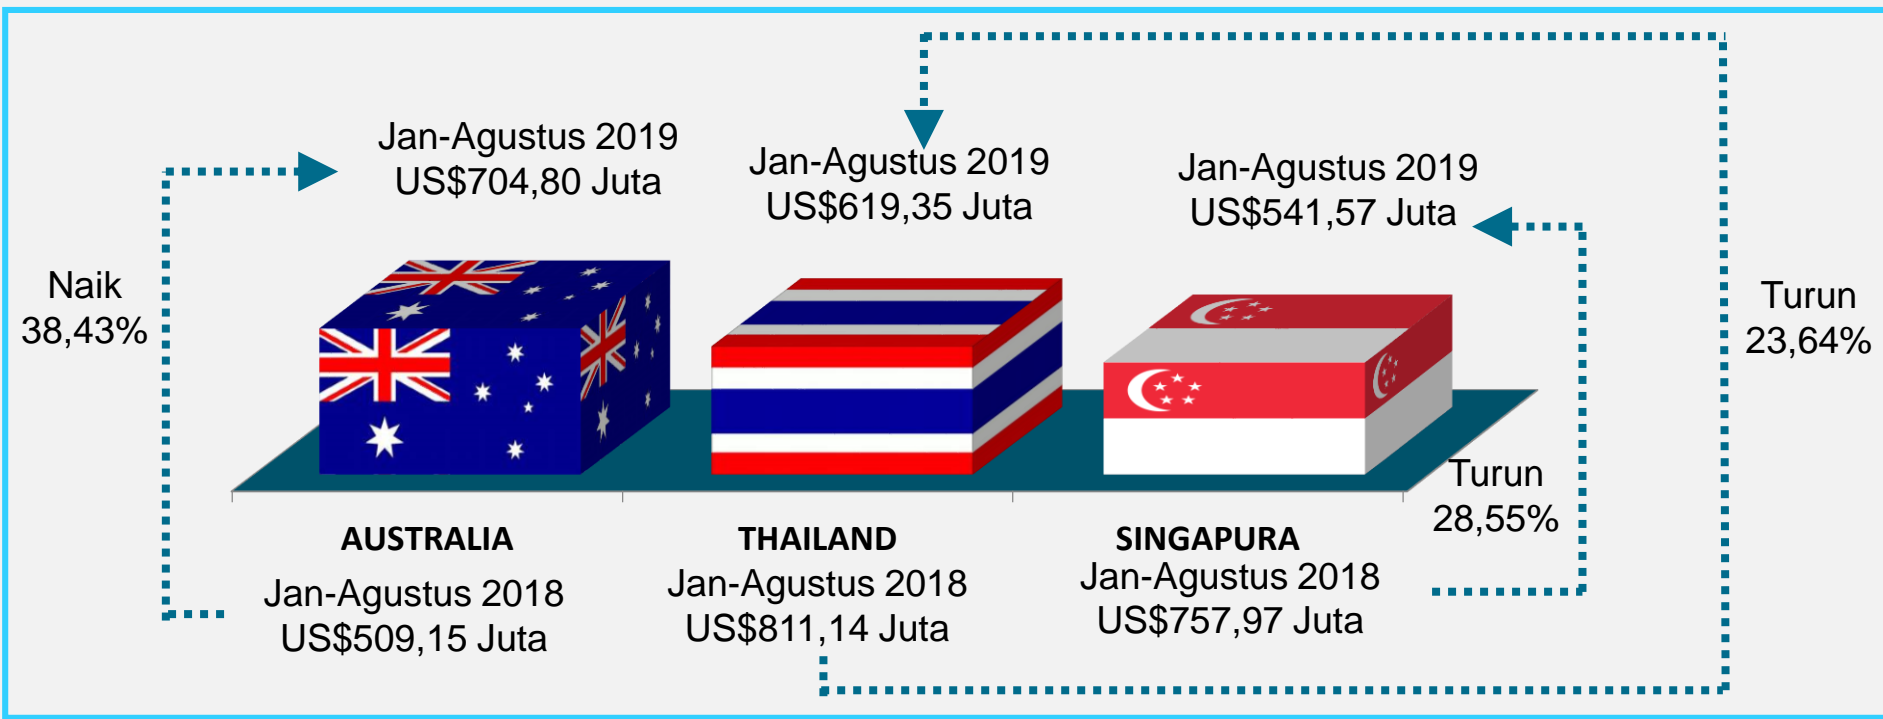 Jan-Agustus 2019
US$704,80 Juta
Jan-Agustus 2019
US$619,35 Juta
Jan-Agustus 2019
US$541,57 Juta
Naik
38,43%
Turun
23,64%
Turun
28,55%
AUSTRALIA
Jan-Agustus 2018
US$509,15 Juta
THAILAND
Jan-Agustus 2018
US$811,14 Juta
SINGAPURA
Jan-Agustus 2018
US$757,97 Juta